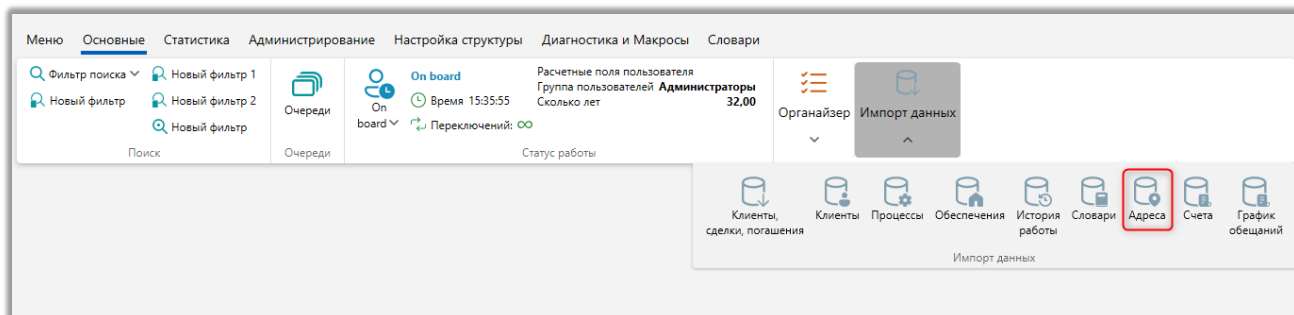 Меню Основные Статистика Администрирование Настройка структуры Диагностика и Макросы Словари
Фильтр поиска Новый фильтр 1
Новый фильтр Новый фильтр 2
Новый фильтр
Поиск
Очереди
Очереди
On
board
On board
Время 15:35:55
Переключений: ∞
Расчетные поля пользователя
Группа пользователей Администраторы
Сколько лет 32,00
Статус работы
Органайзер
Импорт данных
Клиенты,
сделки, погашения
Клиенты
Процессы
Обеспечения
История
работы
Словари
Адреса
Счета
График
обещаний
Импорт данных